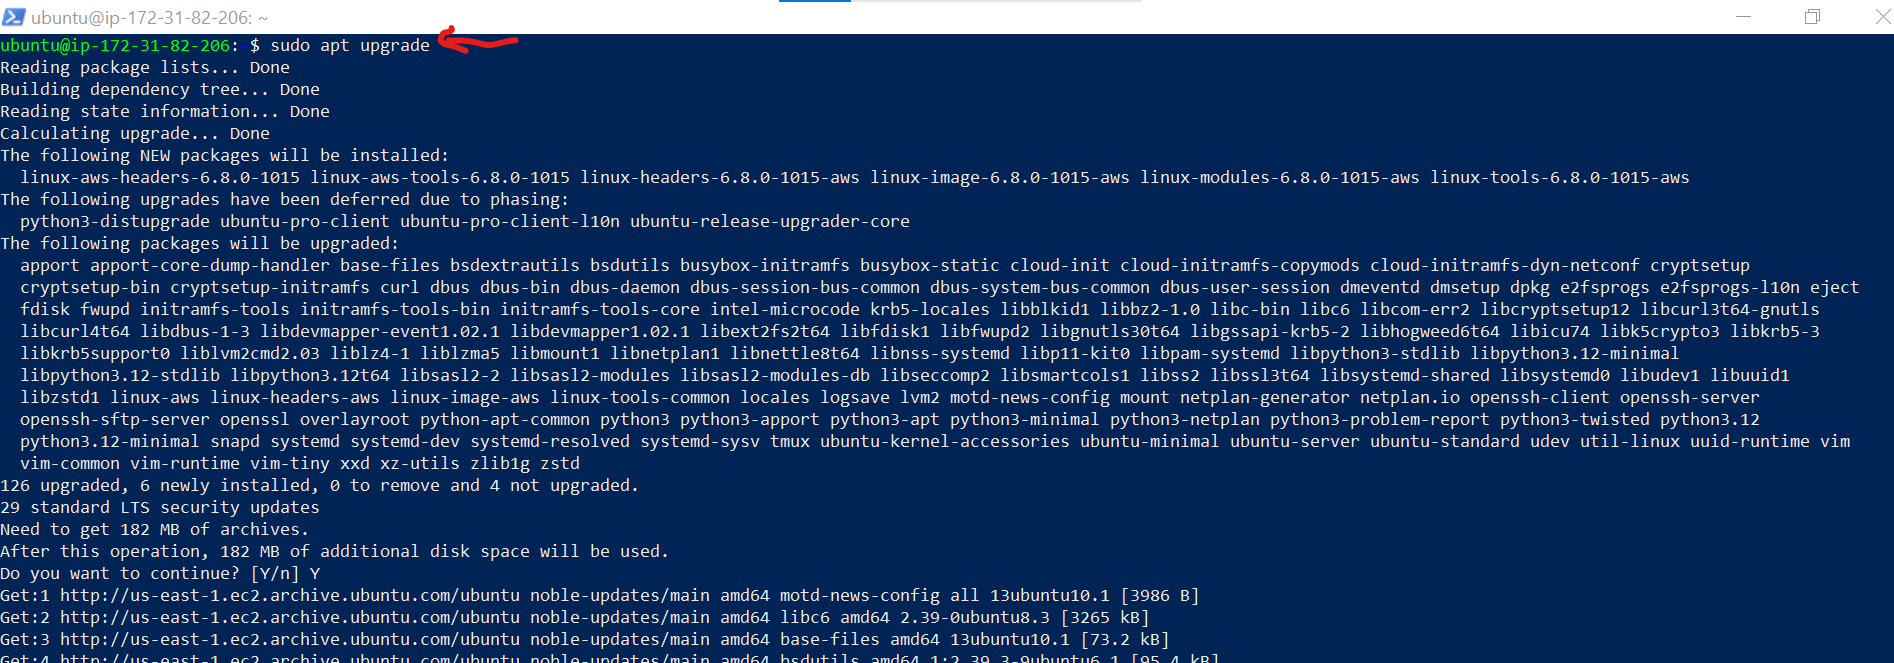 ubuntu@ip-172-31-82-206: ~
ubuntu@ip-172-31-82-206:~$ sudo apt upgrade
Reading package lists... Done
Building dependency tree... Done
Reading state information... Done
Calculating upgrade... Done
The following NEW packages will be installed:
  linux-aws-headers-6.8.0-1015 linux-aws-tools-6.8.0-1015 linux-headers-6.8.0-1015-aws linux-image-6.8.0-1015-aws linux-modules-6.8.0-1015-aws linux-tools-6.8.0-1015-aws
The following upgrades have been deferred due to phasing:
  python3-distupgrade ubuntu-pro-client ubuntu-pro-client-l10n ubuntu-release-upgrader-core
The following packages will be upgraded:
  apport apport-core-dump-handler base-files bsdextrautils bsdutils busybox-initramfs busybox-static cloud-init cloud-initramfs-copymods cloud-initramfs-dyn-netconf cryptsetup
  cryptsetup-bin cryptsetup-initramfs curl dbus dbus-bin dbus-daemon dbus-session-bus-common dbus-system-bus-common dbus-user-session dmeventd dmsetup dpkg e2fsprogs e2fsprogs-l10n eject
  fdisk fwupd initramfs-tools initramfs-tools-bin initramfs-tools-core intel-microcode krb5-locales libblkid1 libbz2-1.0 libc-bin libc6 libcom-err2 libcryptsetup12 libcurl3t64-gnutls
  libcurl4t64 libdbus-1-3 libdevmapper-event1.02.1 libdevmapper1.02.1 libext2fs2t64 libfdisk1 libfwupd2 libgnutls30t64 libgssapi-krb5-2 libhogweed6t64 libicu74 libk5crypto3 libkrb5-3
  libkrb5support0 liblvm2cmd2.03 liblz4-1 liblzma5 libmount1 libnetplan1 libnettle8t64 libnss-systemd libp11-kit0 libpam-systemd libpython3-stdlib libpython3.12-minimal
  libpython3.12-stdlib libpython3.12t64 libsasl2-2 libsasl2-modules libsasl2-modules-db libseccomp2 libsmartcols1 libss2 libssl3t64 libsystemd-shared libsystemd0 libudev1 libuuid1
  libzstd1 linux-aws linux-headers-aws linux-image-aws linux-tools-common locales logsave lvm2 motd-news-config mount netplan-generator netplan.io openssh-client openssh-server
  openssh-sftp-server openssl overlayroot python-apt-common python3 python3-apport python3-apt python3-minimal python3-netplan python3-problem-report python3-twisted python3.12
  python3.12-minimal snapd systemd systemd-dev systemd-resolved systemd-sysv tmux ubuntu-kernel-accessories ubuntu-minimal ubuntu-server ubuntu-standard udev util-linux uuid-runtime vim
  vim-common vim-runtime vim-tiny xxd xz-utils zlib1g zstd
126 upgraded, 6 newly installed, 0 to remove and 4 not upgraded.
29 standard LTS security updates
Need to get 182 MB of archives.
After this operation, 182 MB of additional disk space will be used.
Do you want to continue? [Y/n] Y
Get:1 http://us-east-1.ec2.archive.ubuntu.com/ubuntu noble-updates/main amd64 motd-news-config all 13ubuntu10.1 [3986 B]
Get:2 http://us-east-1.ec2.archive.ubuntu.com/ubuntu noble-updates/main amd64 libc6 amd64 2.39-0ubuntu8.3 [3265 kB]
Get:3 http://us-east-1.ec2.archive.ubuntu.com/ubuntu noble-updates/main amd64 base-files amd64 13ubuntu10.1 [73.2 kB]
Get:4 http://us-east-1.ec2.archive.ubuntu.com/ubuntu noble-updates/main amd64 bsdutils amd64 1:2.39.3-9ubuntu6.1 [95.4 kB]